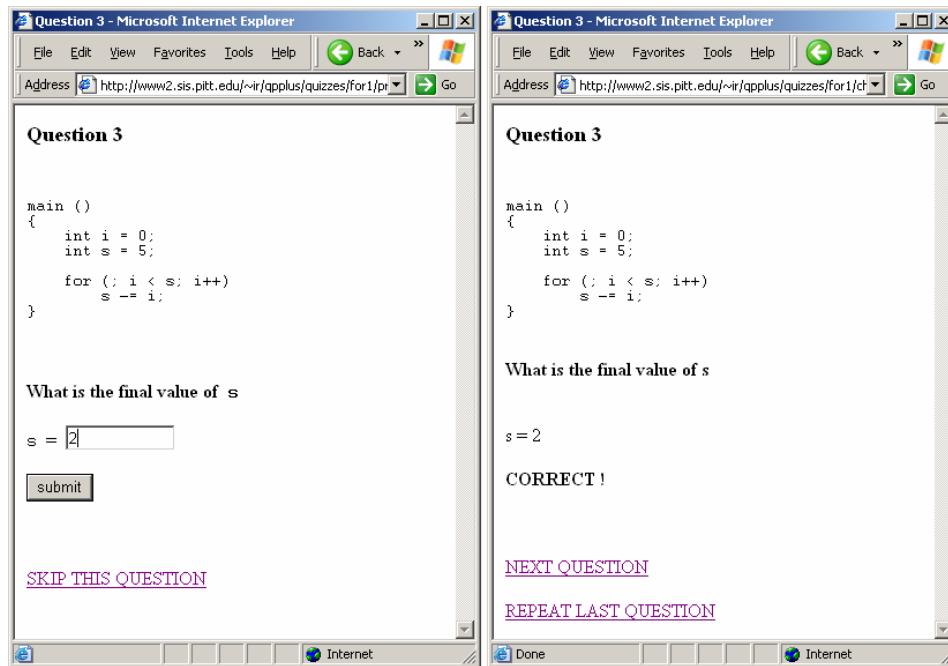 Question 3 - Microsoft Internet Explorer
File Edit View Favorites Tools Help Back »
Address http://www2.sis.pitt.edu/~ir/qpplus/quizzes/for1/pr Go
Question 3
main ()
{
    int i = 0;
    int s = 5;
    for (; i < s; i++)
        s -= i;
}
What is the final value of s
s = 2
submit
SKIP THIS QUESTION
Internet
Question 3 - Microsoft Internet Explorer
File Edit View Favorites Tools Help Back »
Address http://www2.sis.pitt.edu/~ir/qpplus/quizzes/for1/ch Go
Question 3
main ()
{
    int i = 0;
    int s = 5;
    for (; i < s; i++)
        s -= i;
}
What is the final value of s
s = 2
CORRECT !
NEXT QUESTION
REPEAT LAST QUESTION
Done Internet